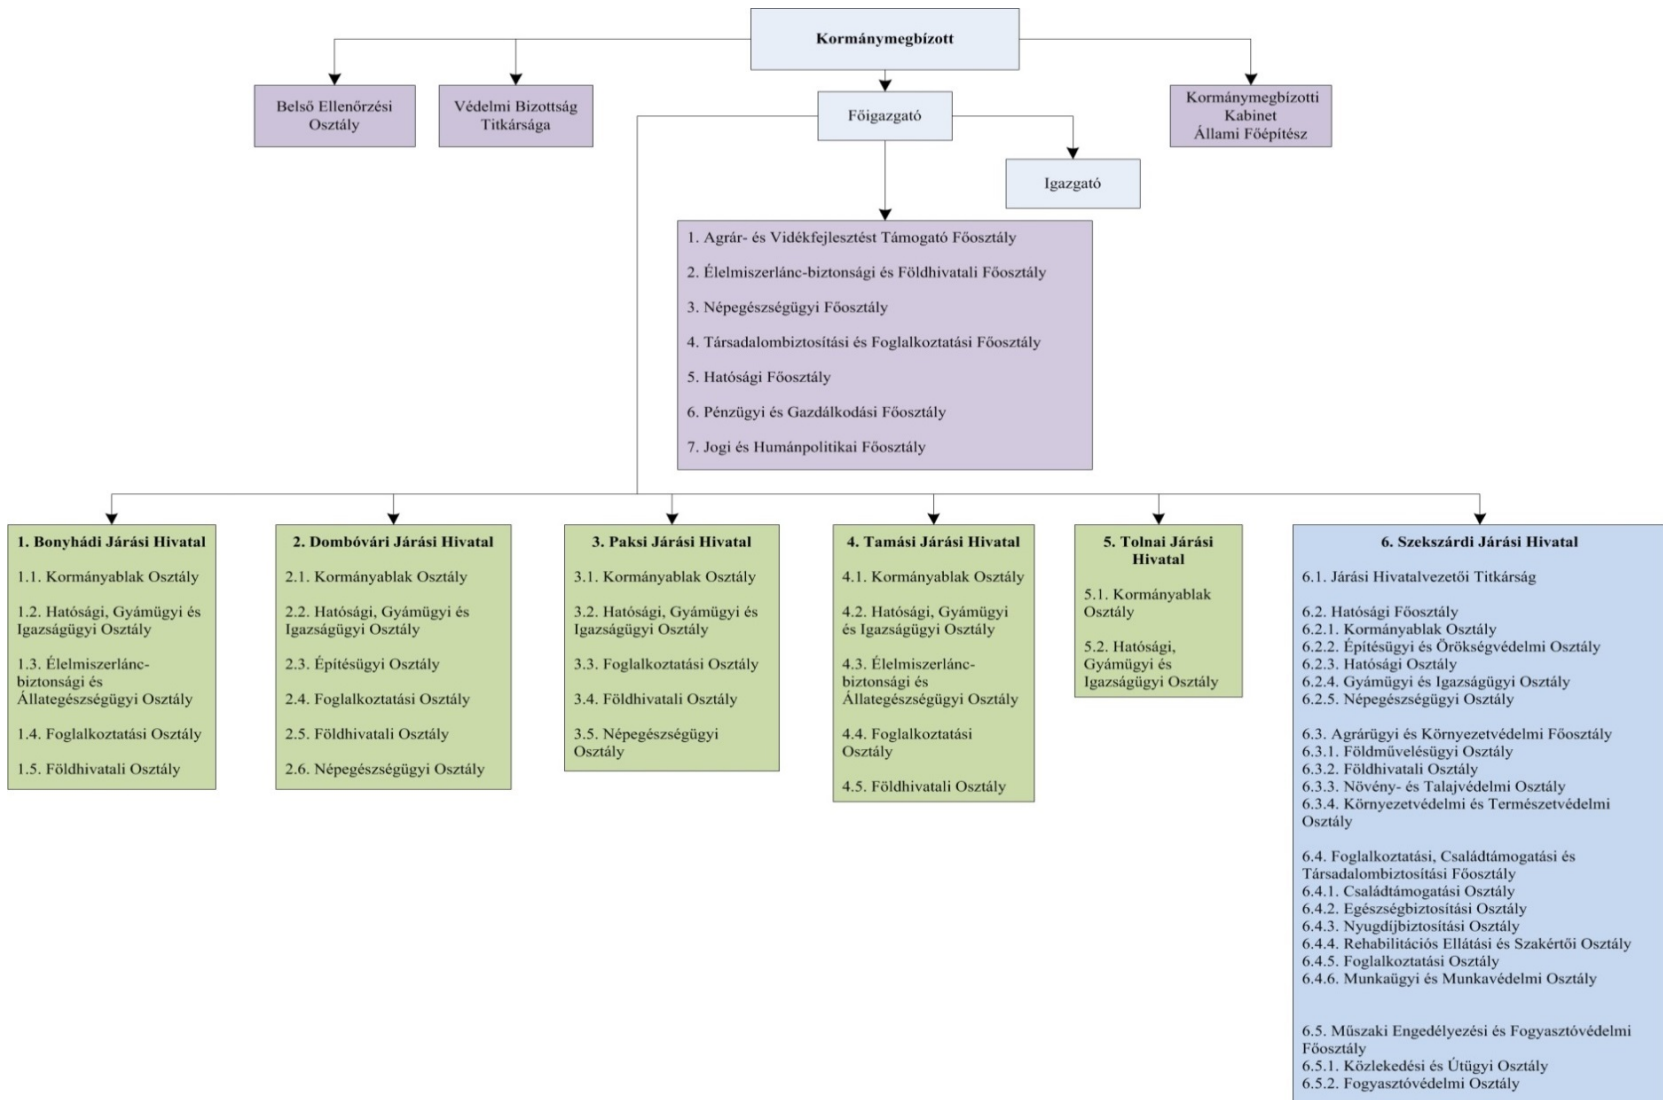 Kormánymegbízott
Belső Ellenőrzési
Osztály
Védelmi Bizottság
Titkársága
Főigazgató
Kormánymegbízotti
Kabinet
Állami Főépítész
Igazgató
1. Agrár- és Vidékfejlesztést Támogató Főosztály
2. Élelmiszerlánc-biztonsági és Földhivatali Főosztály
3. Népegészségügyi Főosztály
4. Társadalombiztosítási és Foglalkoztatási Főosztály
5. Hatósági Főosztály
6. Pénzügyi és Gazdálkodási Főosztály
7. Jogi és Humánpolitikai Főosztály
1. Bonyhádi Járási Hivatal
1.1. Kormányablak Osztály
1.2. Hatósági, Gyámügyi és
Igazságügyi Osztály
1.3. Élelmiszerlánc-
biztonsági és
Állategészségügyi Osztály
1.4. Foglalkoztatási Osztály
1.5. Földhivatali Osztály
2. Dombóvári Járási Hivatal
2.1. Kormányablak Osztály
2.2. Hatósági, Gyámügyi és
Igazságügyi Osztály
2.3. Építésügyi Osztály
2.4. Foglalkoztatási Osztály
2.5. Földhivatali Osztály
2.6. Népegészségügyi Osztály
3. Paksi Járási Hivatal
3.1. Kormányablak Osztály
3.2. Hatósági, Gyámügyi és
Igazságügyi Osztály
3.3. Foglalkoztatási Osztály
3.4. Földhivatali Osztály
3.5. Népegészségügyi
Osztály
4. Tamási Járási Hivatal
4.1. Kormányablak Osztály
4.2. Hatósági, Gyámügyi
és Igazságügyi Osztály
4.3. Élelmiszerlánc-
biztonsági és
Állategészségügyi Osztály
4.4. Foglalkoztatási
Osztály
4.5. Földhivatali Osztály
5. Tolnai Járási
Hivatal
5.1. Kormányablak
Osztály
5.2. Hatósági,
Gyámügyi és
Igazságügyi Osztály
6. Szekszárdi Járási Hivatal
6.1. Járási Hivatalvezetői Titkárság
6.2. Hatósági Főosztály
6.2.1. Kormányablak Osztály
6.2.2. Építésügyi és Örökségvédelmi Osztály
6.2.3. Hatósági Osztály
6.2.4. Gyámügyi és Igazságügyi Osztály
6.2.5. Népegészségügyi Osztály
6.3. Agrárügyi és Környezetvédelmi Főosztály
6.3.1. Földművelésügyi Osztály
6.3.2. Földhivatali Osztály
6.3.3. Növény- és Talajvédelmi Osztály
6.3.4. Környezetvédelmi és Természetvédelmi
Osztály
6.4. Foglalkoztatási, Családtámogatási és
Társadalombiztosítási Főosztály
6.4.1. Családtámogatási Osztály
6.4.2. Egészségbiztosítási Osztály
6.4.3. Nyugdíjbiztosítási Osztály
6.4.4. Rehabilitációs Ellátási és Szakértői Osztály
6.4.5. Foglalkoztatási Osztály
6.4.6. Munkaügyi és Munkavédelmi Osztály
6.5. Műszaki Engedélyezési és Fogyasztóvédelmi
Főosztály
6.5.1. Közlekedési és Útügyi Osztály
6.5.2. Fogyasztóvédelmi Osztály